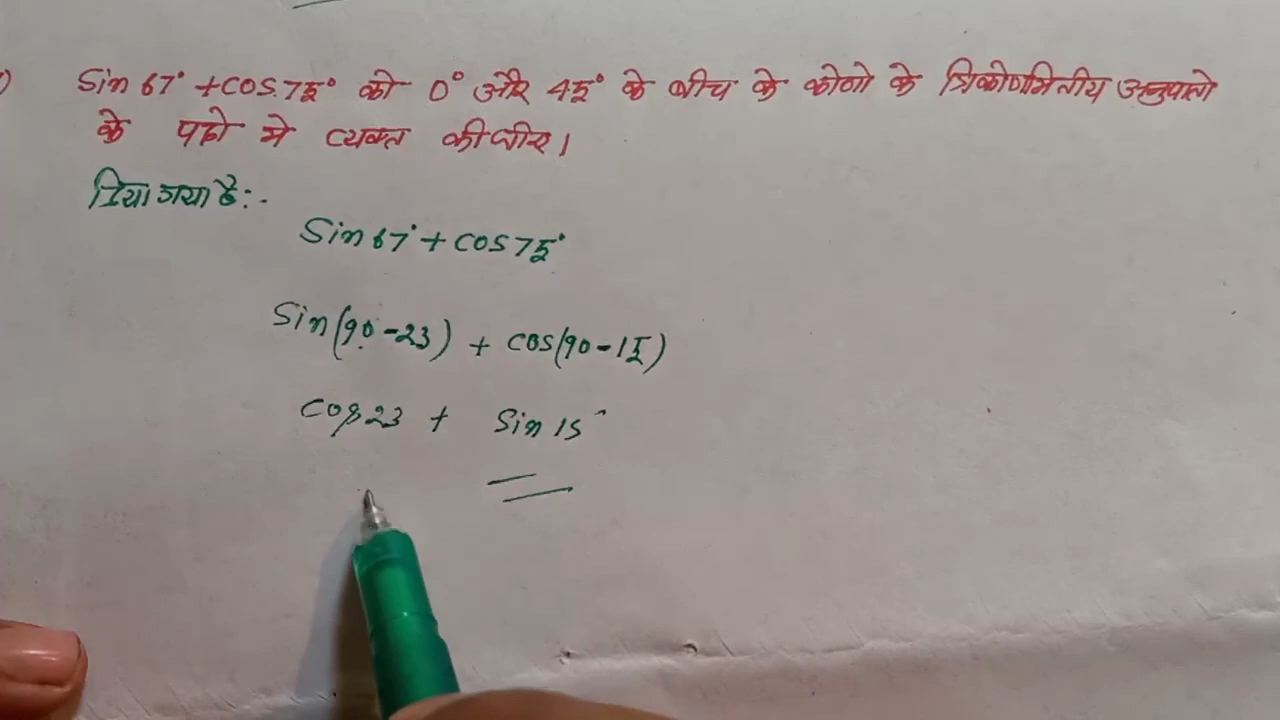 Sin 67° + cos 75° को 0° और 45° के बीच के कोणो के त्रिकोणमितीय अनुपातो
के पदो मे व्यक्त कीजीए।
दिया गया है:-
Sin 67° + cos 75°
Sin(90-23) + cos(90-15)
cos 23 + Sin 15°